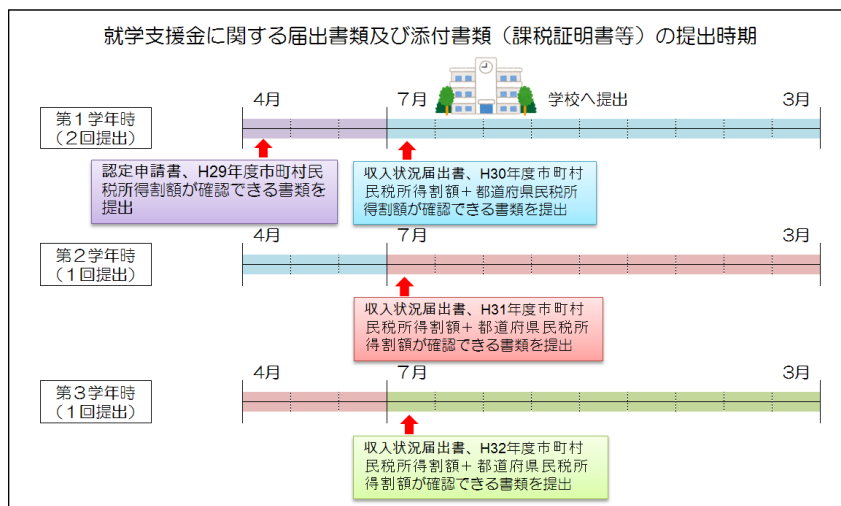 就学支援金に関する届出書類及び添付書類（課税証明書等）の提出時期
学校へ提出
4月
7月
3月
第１学年時
（２回提出）
認定申請書、H29年度市町村民
税所得割額が確認できる書類を
提出
収入状況届出書、H30年度市町村
民税所得割額＋都道府県民税所
得割額が確認できる書類を提出
4月
7月
3月
第２学年時
（１回提出）
収入状況届出書、H31年度市町村
民税所得割額＋都道府県民税所
得割額が確認できる書類を提出
4月
7月
3月
第３学年時
（１回提出）
収入状況届出書、H32年度市町村
民税所得割額＋都道府県民税所
得割額が確認できる書類を提出